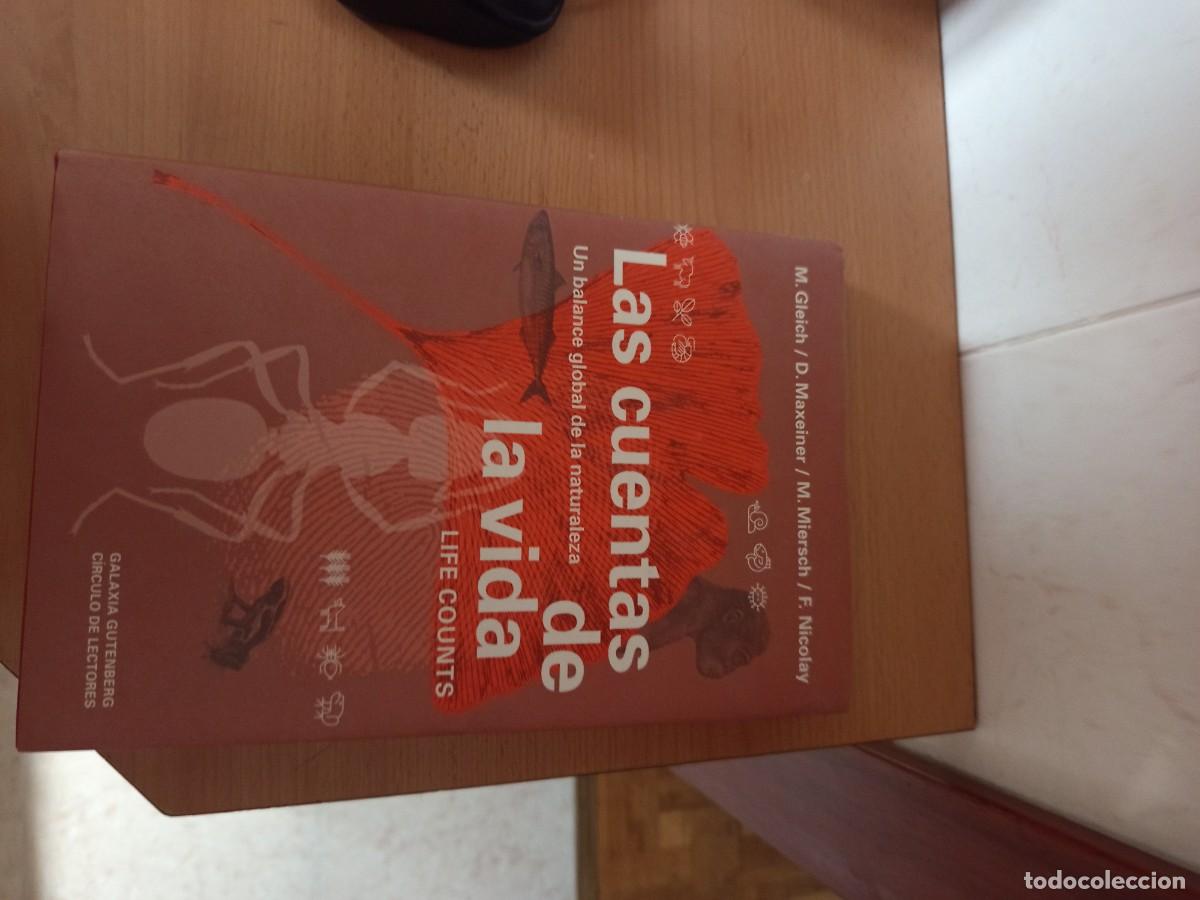 M. Gleich / D. Maxeiner / M. Miersch / F. Nicolay
Las cuentas
de
Un balance global de la naturaleza
la vida
LIFE COUNTS
GALAXIA GUTENBERG
CÍRCULO DE LECTORES
todocoleccion